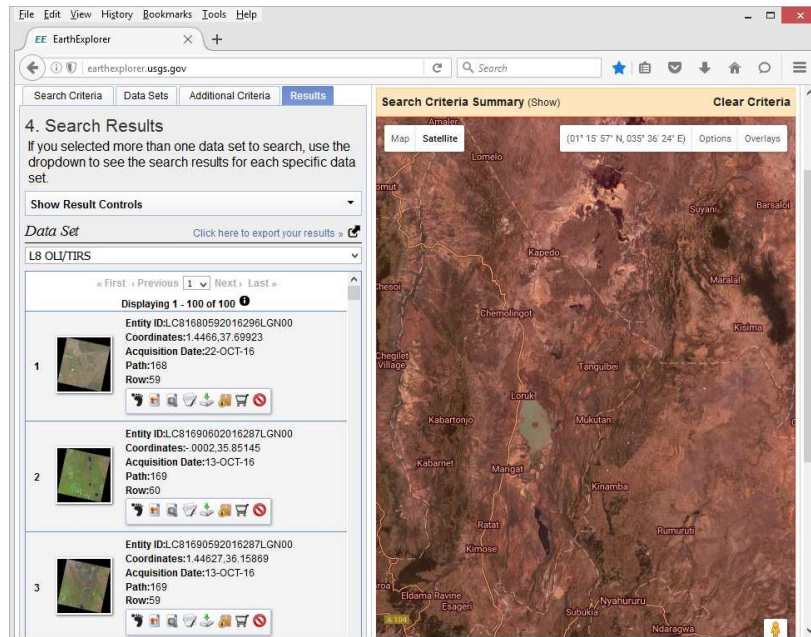 File Edit View History Bookmarks Tools Help
EE EarthExplorer
earthexplorer.usgs.gov
Search
Search Criteria Data Sets Additional Criteria Results
4. Search Results
If you selected more than one data set to search, use the
dropdown to see the search results for each specific data
set.
Show Result Controls
Data Set Click here to export your results »
L8 OLI/TIRS
« First ‹ Previous 1 Next › Last »
Displaying 1 - 100 of 100
1
Entity ID:LC81680592016296LGN00
Coordinates:1.4466,37.69923
Acquisition Date:22-OCT-16
Path:168
Row:59
2
Entity ID:LC81690602016287LGN00
Coordinates:-.0002,35.85145
Acquisition Date:13-OCT-16
Path:169
Row:60
3
Entity ID:LC81690592016287LGN00
Coordinates:1.44627,36.15869
Acquisition Date:13-OCT-16
Path:169
Row:59
Search Criteria Summary (Show) Clear Criteria
Map Satellite (01° 15' 57" N, 035° 36' 24" E) Options Overlays
Amaler
Lomelo
Suyani
Barsaloi
Kapedo
Maralal
Chemolingot
Kisima
Chegilet
Village
Tangulbei
Loruk
Kabartonjo
Mukutan
Kabarnet
Marigat
Kinamba
Ratat
Rumuruti
Kimose
Eldama Ravine
Esageri
Nyahururu
Subukia
A 104
Ndaragwa